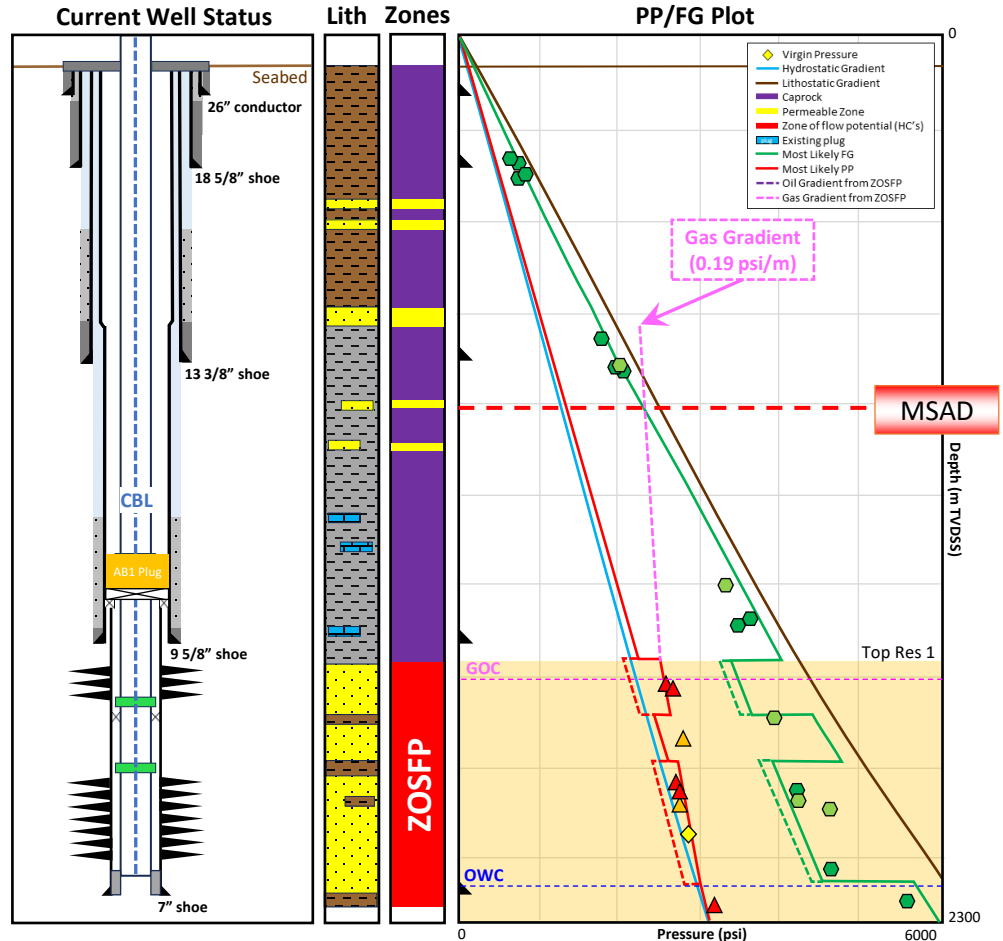 Current Well Status
Lith
Zones
PP/FG Plot
Seabed
26” conductor
18 5/8” shoe
13 3/8” shoe
CBL
AB1 Plug
9 5/8” shoe
7” shoe
ZOSFP
0
Virgin Pressure
Hydrostatic Gradient
Lithostatic Gradient
Caprock
Permeable Zone
Zone of flow potential (HC’s)
Existing plug
Most Likely FG
Most Likely PP
Oil Gradient from ZOSFP
Gas Gradient from ZOSFP
Gas Gradient
(0.19 psi/m)
MSAD
Depth (m TVDSS)
Top Res 1
GOC
OWC
2300
0
Pressure (psi)
6000